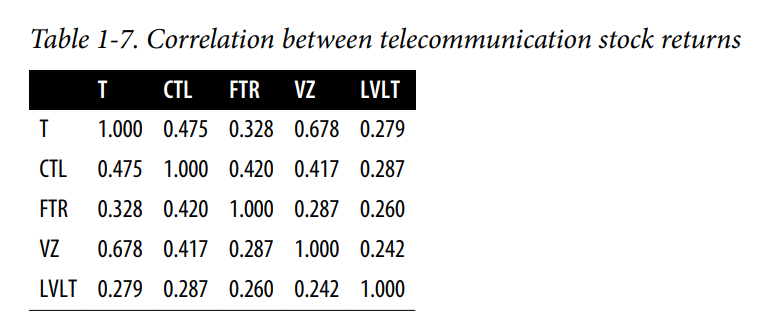 Table 1-7. Correlation between telecommunication stock returns
T CTL FTR VZ LVLT
T 1.000 0.475 0.328 0.678 0.279
CTL 0.475 1.000 0.420 0.417 0.287
FTR 0.328 0.420 1.000 0.287 0.260
VZ 0.678 0.417 0.287 1.000 0.242
LVLT 0.279 0.287 0.260 0.242 1.000